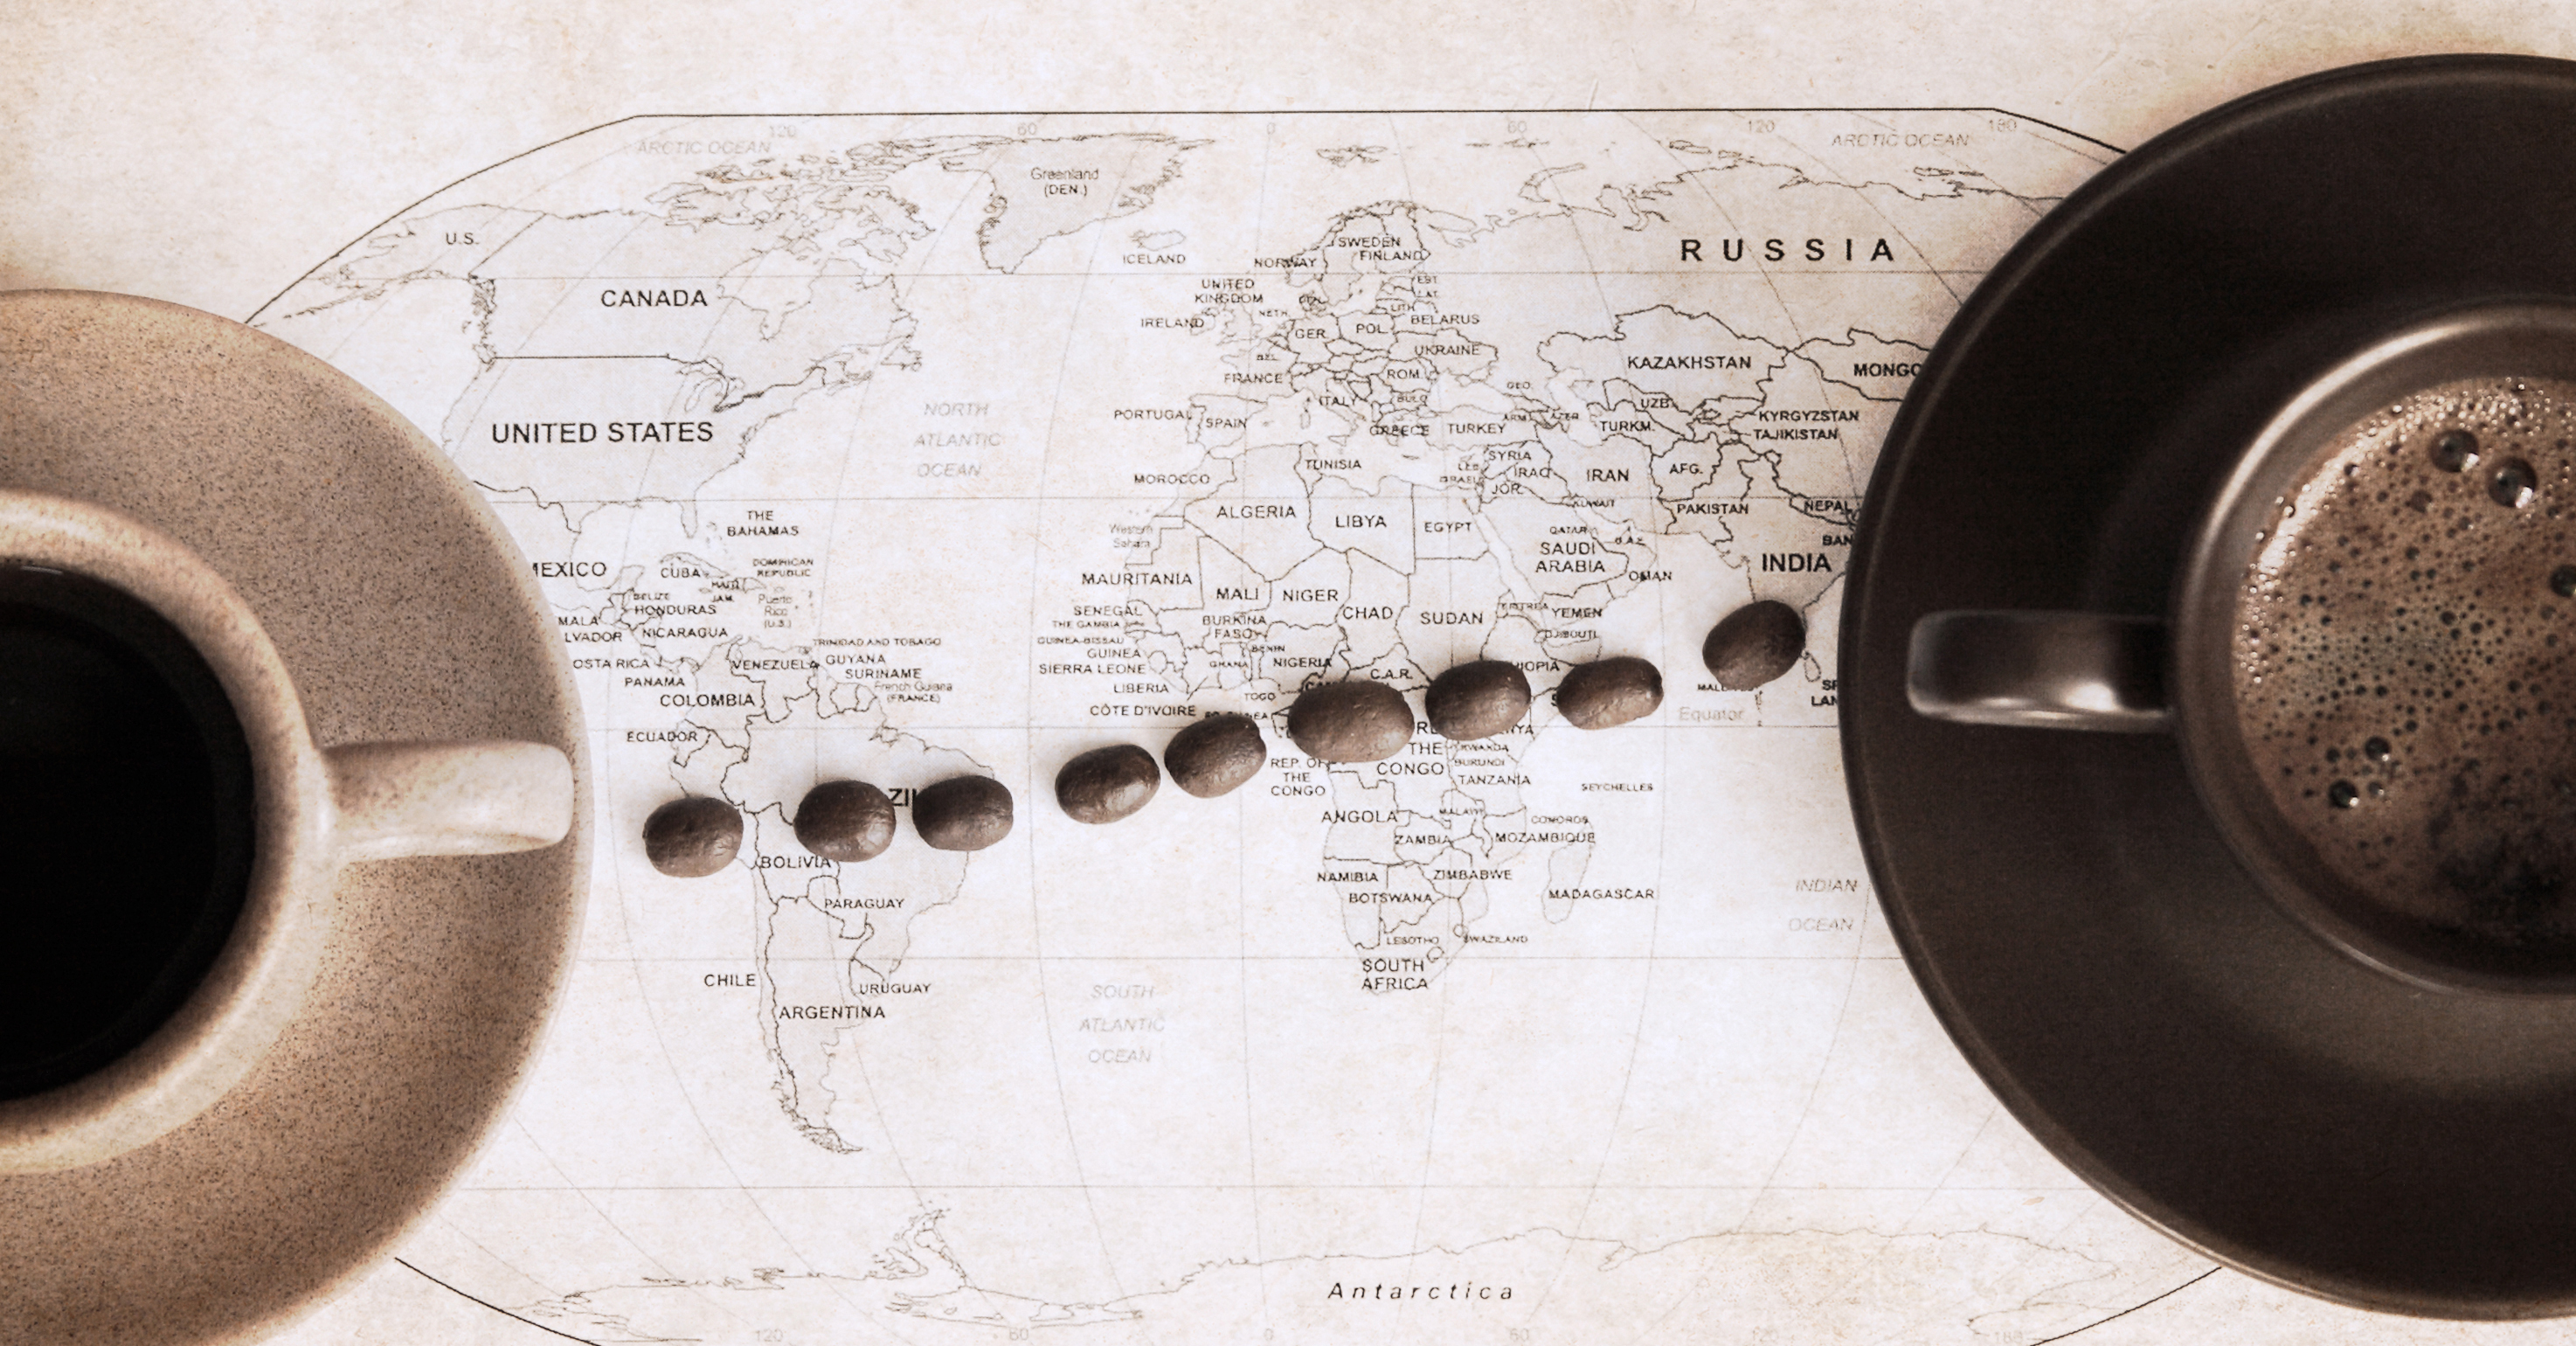 120
60
0
60
120
180
ARCTIC OCEAN
ARCTIC OCEAN
Greenland
(DEN.)
U.S.
ICELAND
NORWAY
SWEDEN
FINLAND
RUSSIA
CANADA
UNITED
KINGDOM
IRELAND
NETH.
EST.
LAT.
LITH.
BELARUS
GER.
POL.
BEL.
UKRAINE
FRANCE
ROM.
KAZAKHSTAN
MONGO
NORTH
ATLANTIC
OCEAN
UNITED STATES
PORTUGAL
SPAIN
ITALY
BULG.
GREECE
TURKEY
GEO.
ARM.
AZER.
UZB.
TURKM.
KYRGYZSTAN
TAJIKISTAN
TUNISIA
SYRIA
LEB.
IRAQ
ISRAEL
JOR.
IRAN
AFG.
MOROCCO
KUWAIT
PAKISTAN
NEPAL
THE
BAHAMAS
ALGERIA
LIBYA
EGYPT
Western
Sahara
QATAR
U.A.E.
SAUDI
ARABIA
BAN
INDIA
MEXICO
CUBA
DOMINICAN
REPUBLIC
HAITI
JAM.
Puerto
Rico
(U.S.)
BELIZE
HONDURAS
MALA
LVADOR
NICARAGUA
MAURITANIA
MALI
NIGER
CHAD
SUDAN
ERITREA
YEMEN
OMAN
SENEGAL
THE GAMBIA
GUINEA-BISSAU
GUINEA
SIERRA LEONE
LIBERIA
BURKINA
FASO
BENIN
GHANA
NIGERIA
TOGO
CÔTE D'IVOIRE
DJIBOUTI
IOPIA
C.A.R.
TRINIDAD AND TOBAGO
OSTA RICA
PANAMA
VENEZUELA
GUYANA
SURINAME
French Guiana
(FRANCE)
COLOMBIA
ECUADOR
MAL
SR
LAN
Equator
NYA
THE
CONGO
RWANDA
BURUNDI
TANZANIA
REP. OF
THE
CONGO
SEYCHELLES
ZIL
BOLIVIA
PARAGUAY
ANGOLA
MALAWI
ZAMBIA
COMOROS
MOZAMBIQUE
NAMIBIA
ZIMBABWE
BOTSWANA
MADAGASCAR
LESOTHO
SWAZILAND
SOUTH
AFRICA
INDIAN
OCEAN
CHILE
URUGUAY
ARGENTINA
SOUTH
ATLANTIC
OCEAN
Antarctica
120
60
0
60
120
180